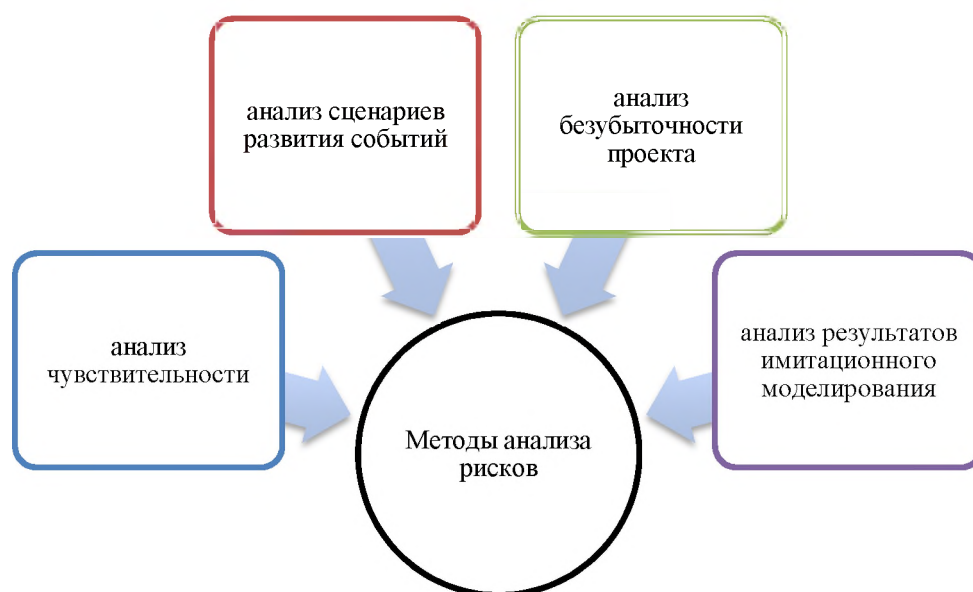 анализ сценариев
развития событий
анализ
безубыточности
проекта
анализ
чувствительности
анализ результатов
имитационного
моделирования
Методы анализа
рисков